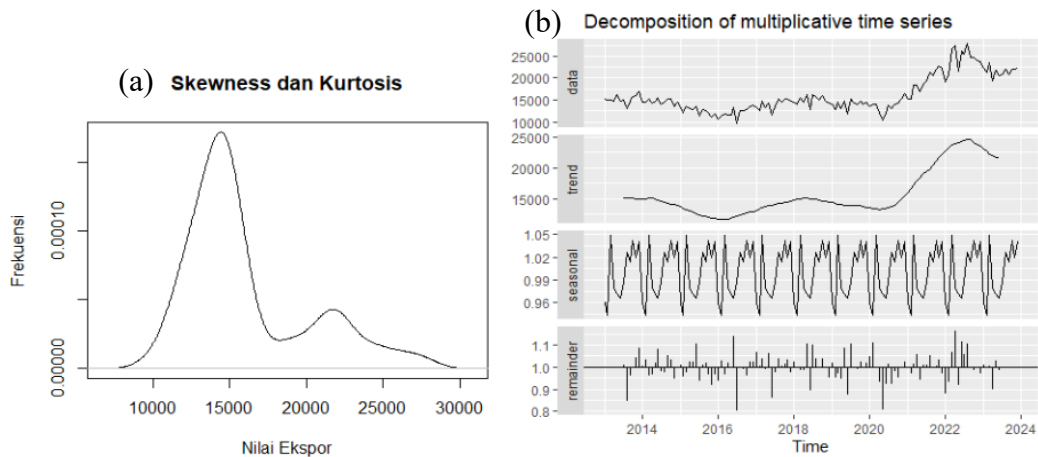 (a) Skewness dan Kurtosis
Frekuensi
0.00010
0.00000
10000 15000 20000 25000 30000
Nilai Ekspor
(b) Decomposition of multiplicative time series
data
25000
20000
15000
10000
trend
25000
20000
15000
seasonal
1.05
1.02
0.99
0.96
remainder
1.1
1.0
0.9
0.8
2014 2016 2018 2020 2022 2024
Time